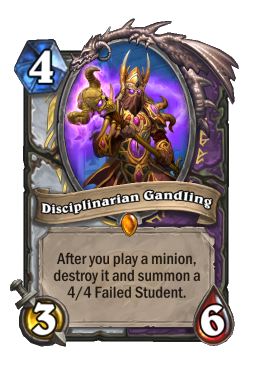 4
Disciplinarian Gandling
After you play a minion,
destroy it and summon a
4/4 Failed Student.
3
6